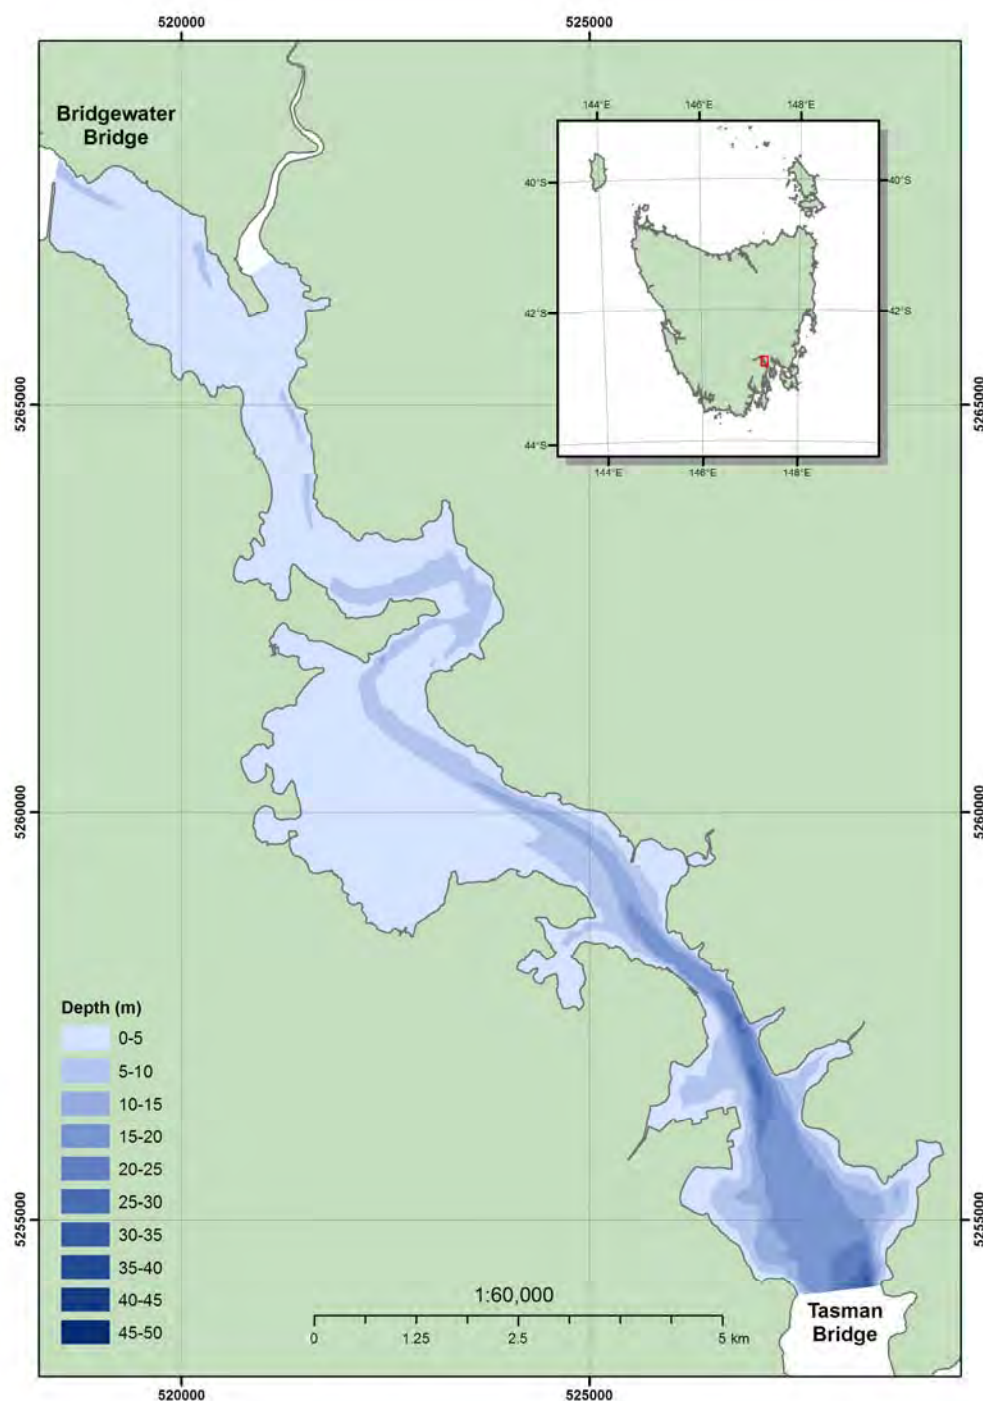 520000
525000
Bridgewater
Bridge
144°E
146°E
148°E
40°S
40°S
42°S
42°S
44°S
44°S
144°E
146°E
148°E
5265000
5265000
5260000
5260000
Depth (m)
0-5
5-10
10-15
15-20
20-25
25-30
30-35
35-40
40-45
45-50
5255000
5255000
1:60,000
0
1.25
2.5
5 km
Tasman
Bridge
520000
525000